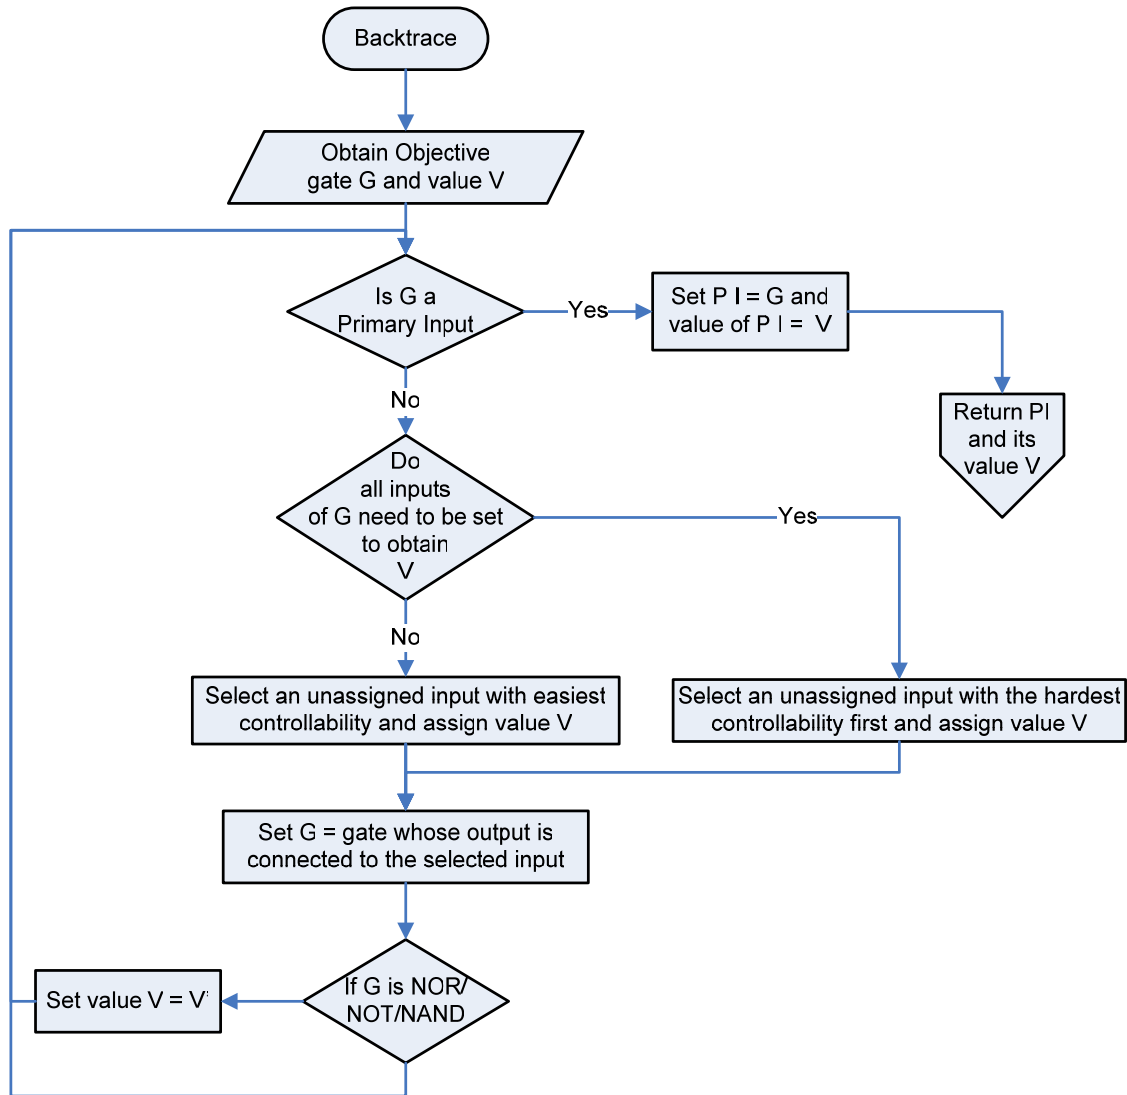 Backtrace
Obtain Objective
gate G and value V
Is G a
Primary Input
Yes
Set P I = G and
value of P I = V
No
Return PI
and its
value V
Do
all inputs
of G need to be set
to obtain
V
Yes
No
Select an unassigned input with easiest
controllability and assign value V
Select an unassigned input with the hardest
controllability first and assign value V
Set G = gate whose output is
connected to the selected input
If G is NOR/
NOT/NAND
Set value V = V'